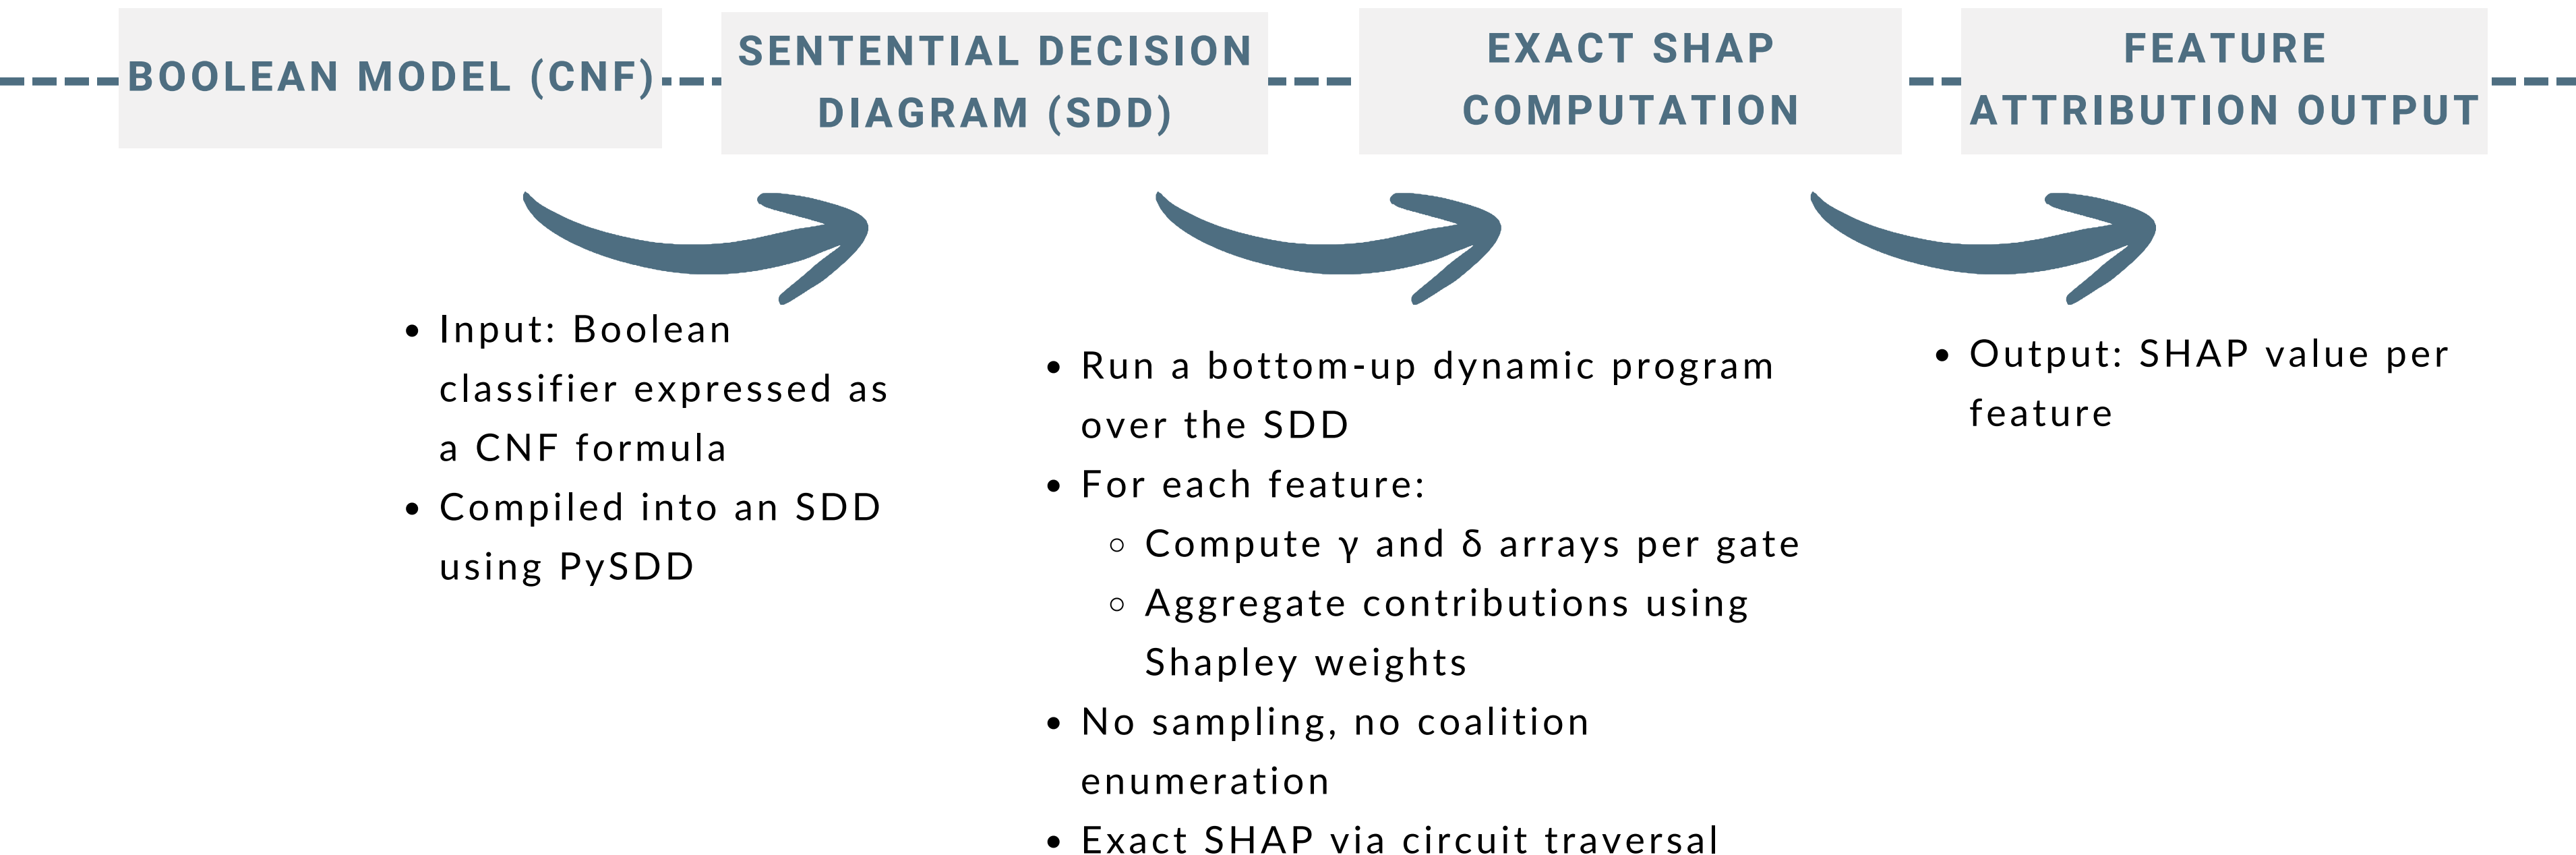 BOOLEAN MODEL (CNF)
SENTENTIAL DECISION
DIAGRAM (SDD)
EXACT SHAP
COMPUTATION
FEATURE
ATTRIBUTION OUTPUT
• Input: Boolean
classifier expressed as
a CNF formula
• Compiled into an SDD
using PySDD
• Run a bottom-up dynamic program
over the SDD
• For each feature:
◦ Compute γ and δ arrays per gate
◦ Aggregate contributions using
Shapley weights
• No sampling, no coalition
enumeration
• Exact SHAP via circuit traversal
• Output: SHAP value per
feature